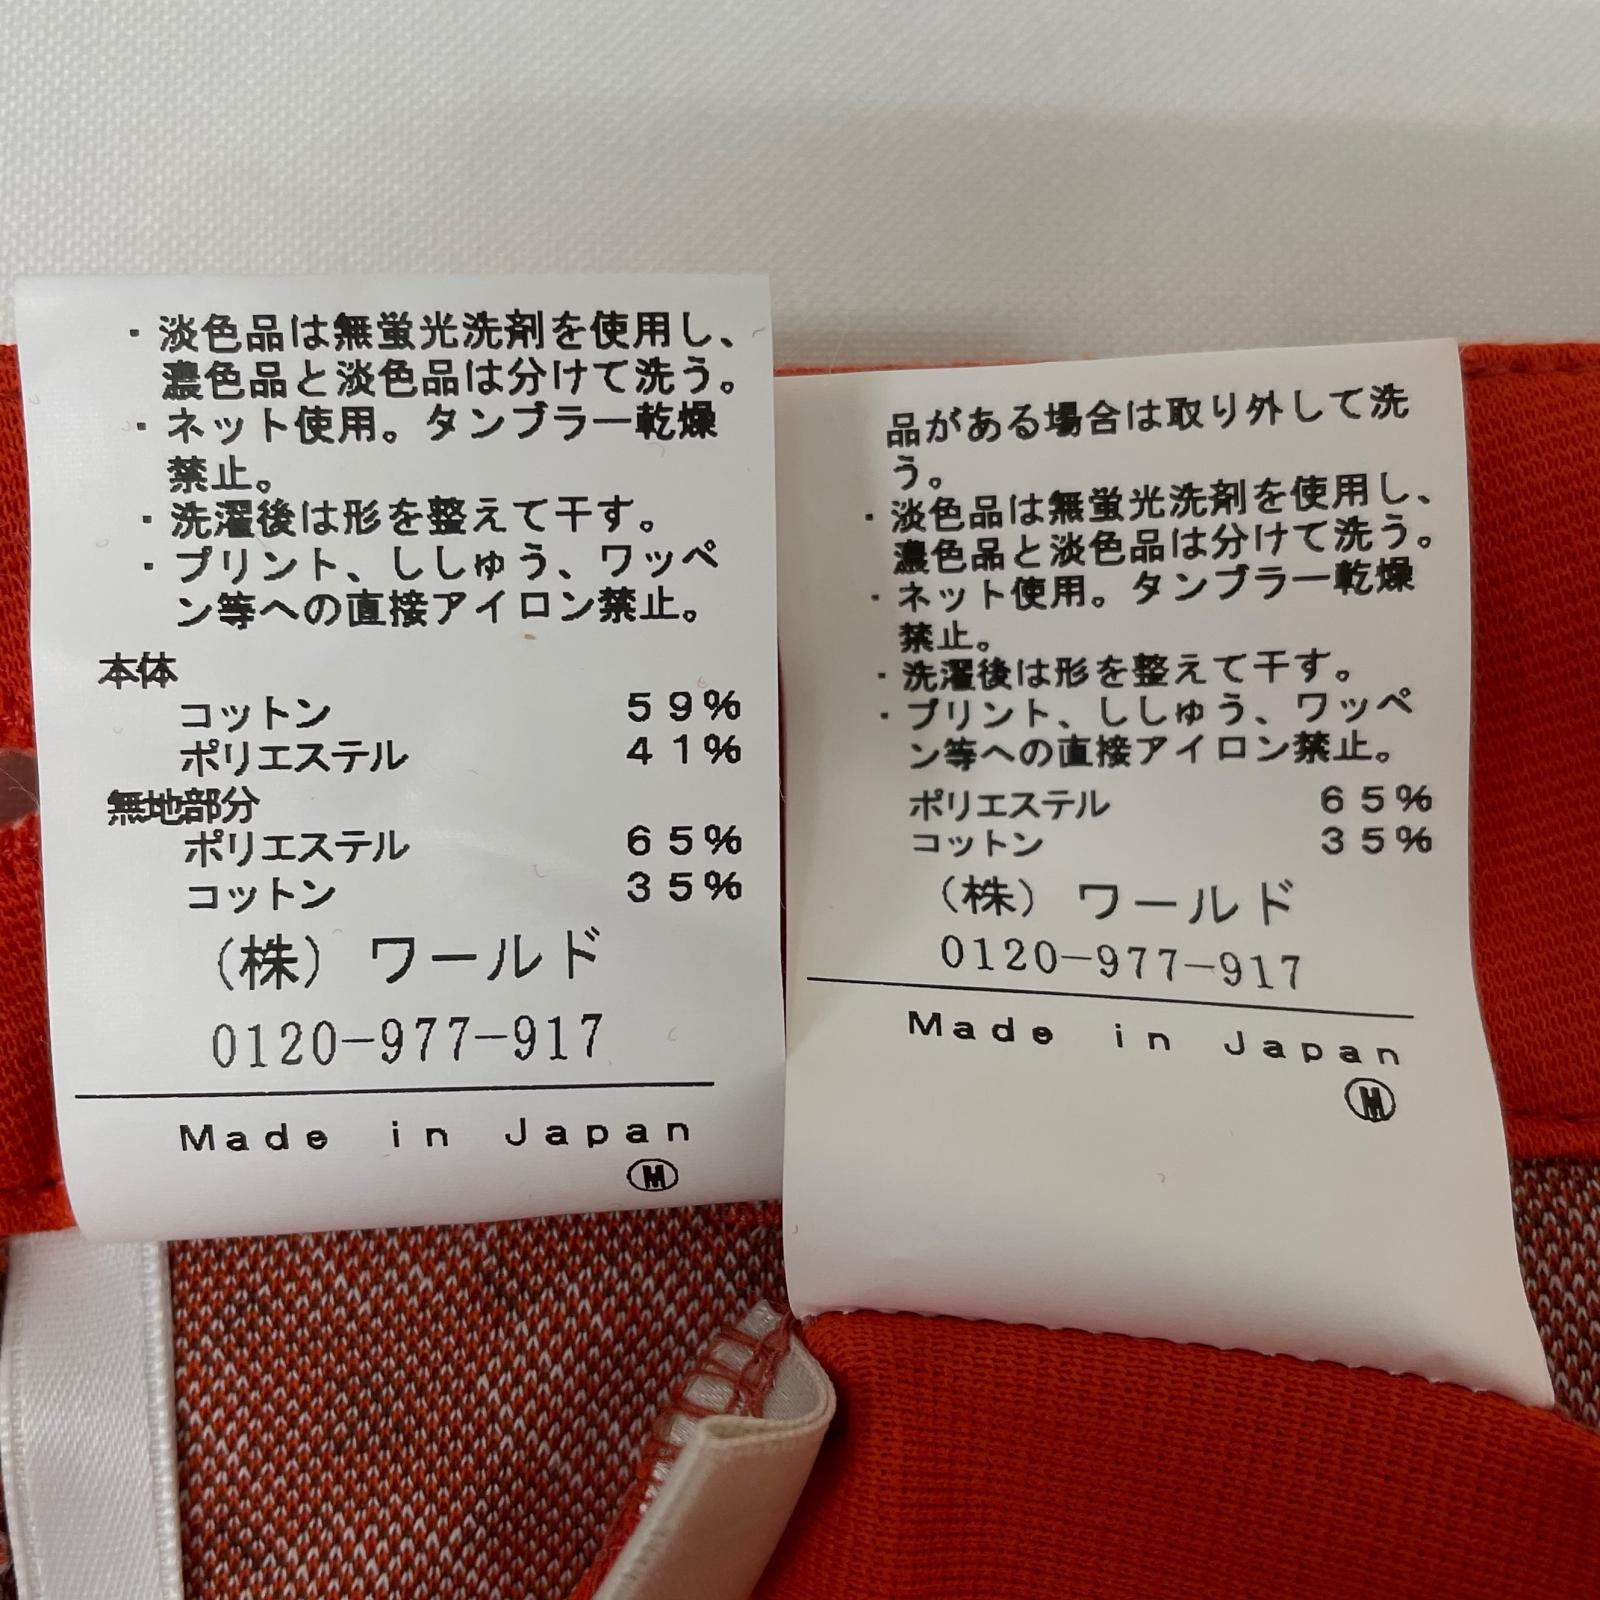 ・淡色品は無蛍光洗剤を使用し、
濃色品と淡色品は分けて洗う。
・ネット使用。タンブラー乾燥
禁止。
・洗濯後は形を整えて干す。
・プリント、ししゅう、ワッペ
ン等への直接アイロン禁止。
本体
コットン 59%
ポリエステル 41%
無地部分
ポリエステル 65%
コットン 35%
(株) ワールド
0120-977-917
Made in Japan
Ⓜ
品がある場合は取り外して洗
う。
・淡色品は無蛍光洗剤を使用し、
濃色品と淡色品は分けて洗う。
・ネット使用。タンブラー乾燥
禁止。
・洗濯後は形を整えて干す。
・プリント、ししゅう、ワッペ
ン等への直接アイロン禁止。
ポリエステル 65%
コットン 35%
(株) ワールド
0120-977-917
Made in Japan
Ⓜ